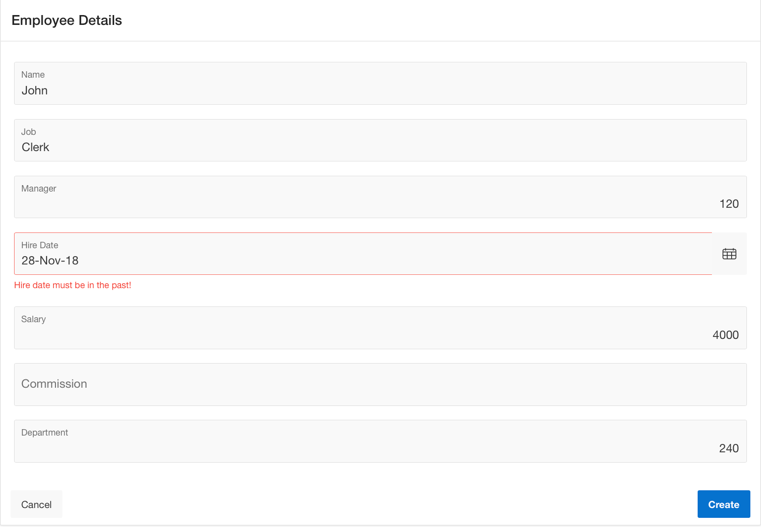 Employee Details
Name
John
Job
Clerk
Manager
120
Hire Date
28-Nov-18
Hire date must be in the past!
Salary
4000
Commission
Department
240
Cancel
Create